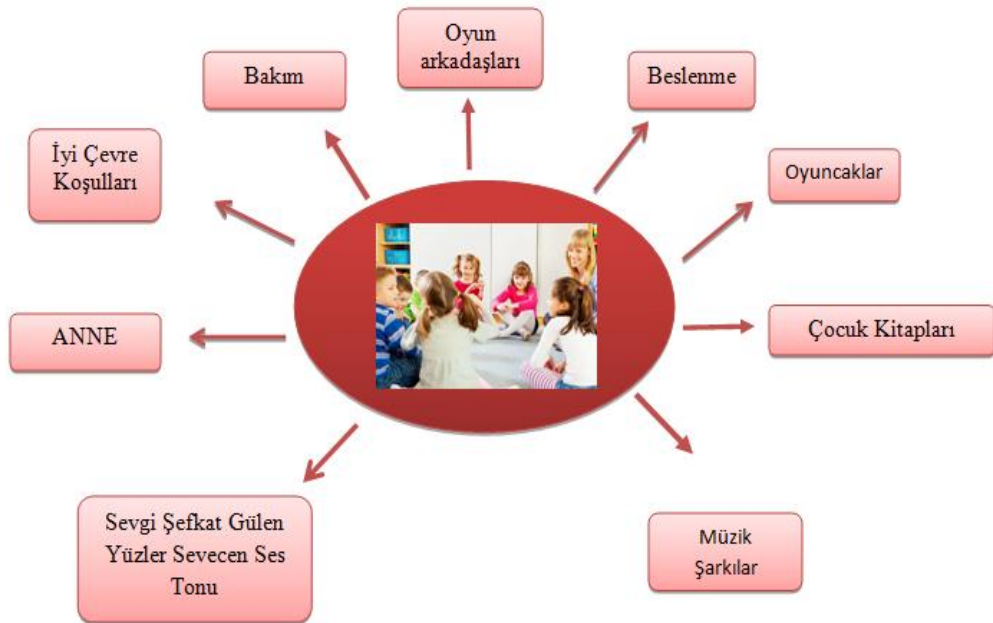 Oyun
arkadaşları
Bakım
Beslenme
İyi Çevre
Koşulları
Oyuncaklar
ANNE
Çocuk Kitapları
Sevgi Şefkat Gülen
Yüzler Sevecen Ses
Tonu
Müzik
Şarkılar